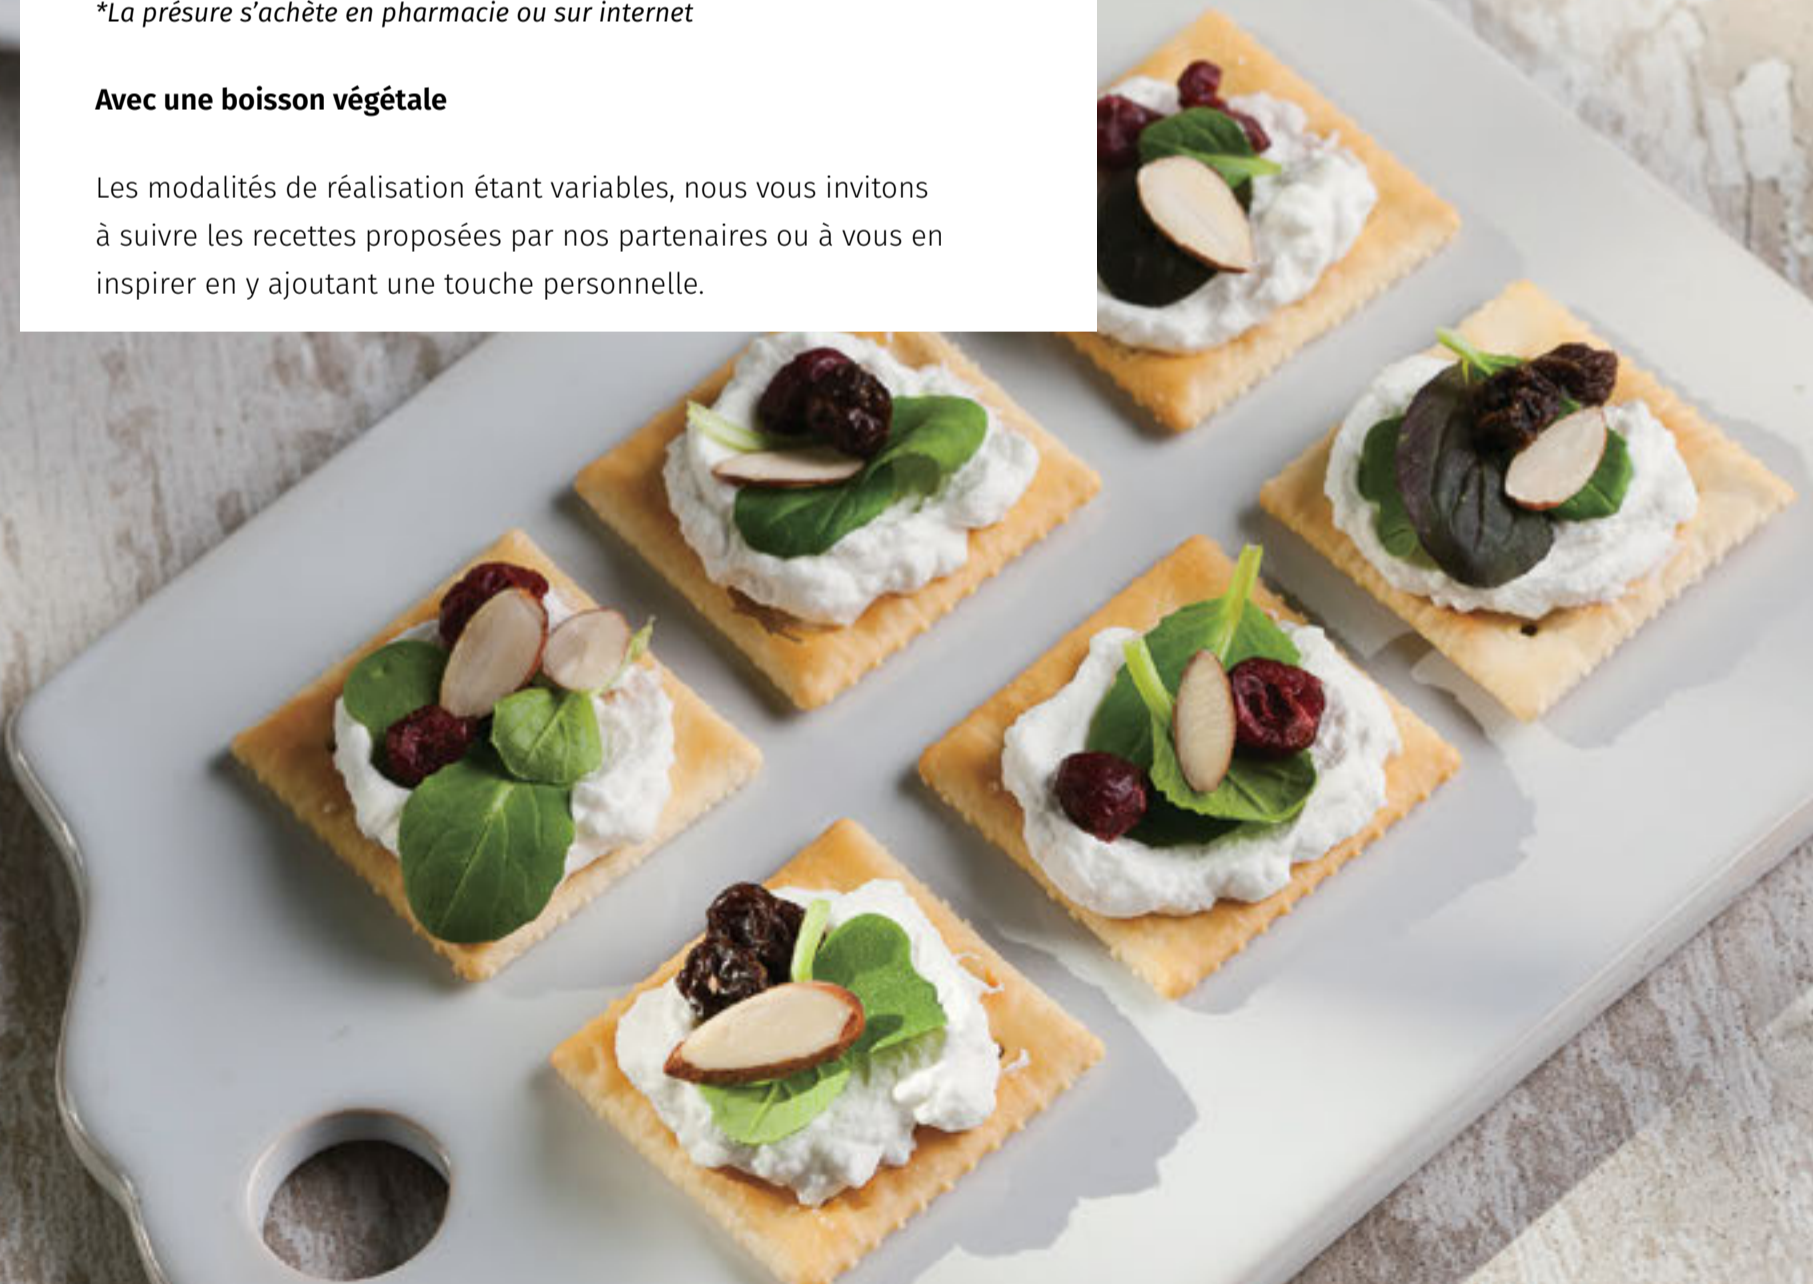 *La présure s’achète en pharmacie ou sur internet
Avec une boisson végétale
Les modalités de réalisation étant variables, nous vous invitons
à suivre les recettes proposées par nos partenaires ou à vous en
inspirer en y ajoutant une touche personnelle.